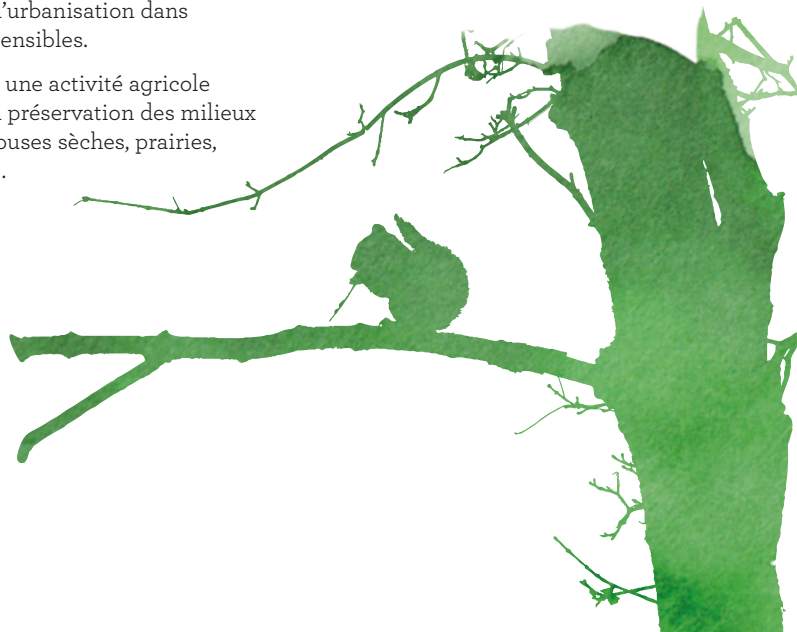 'urbanisation dans
ensibles.
une activité agricole
préservation des milieux
ouses sèches, prairies,
.